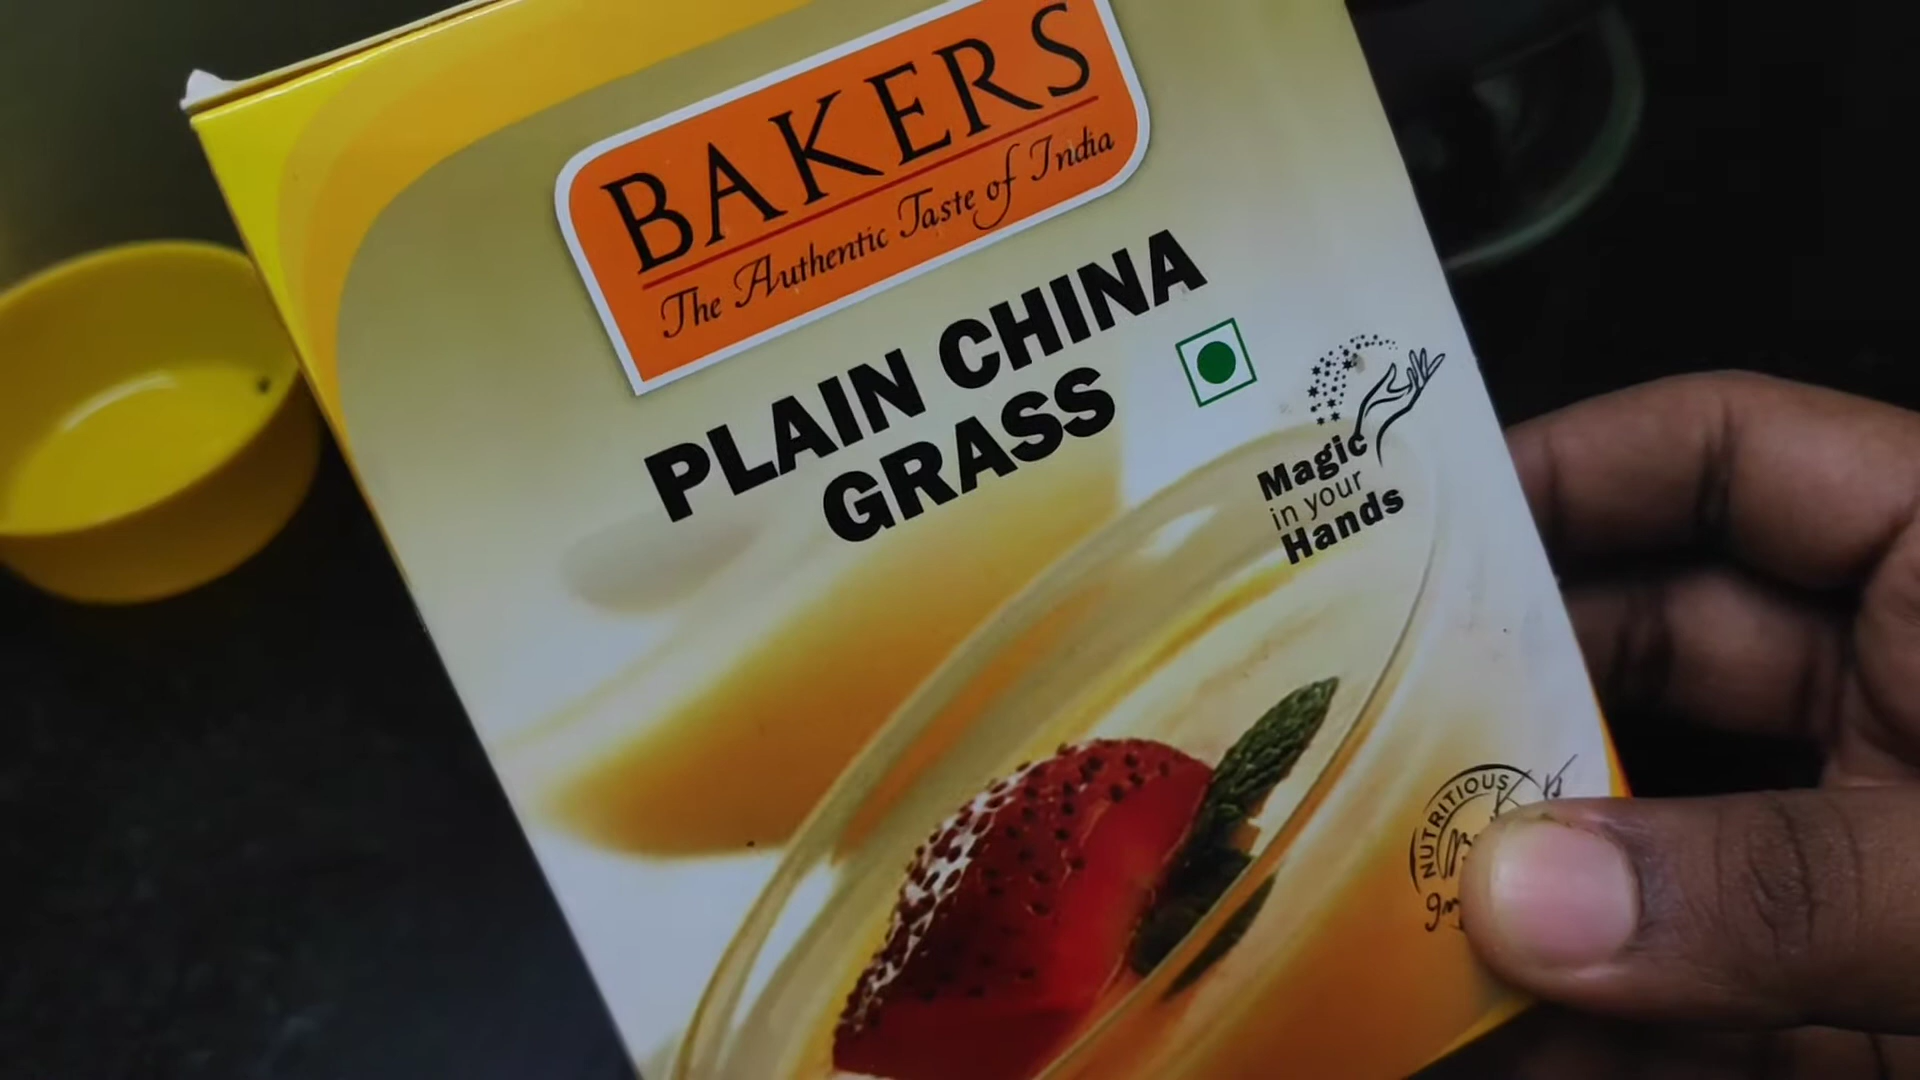 BAKERS
The Authentic Taste of India
PLAIN CHINA
GRASS
Magic
in your
Hands
NUTRITIOUS